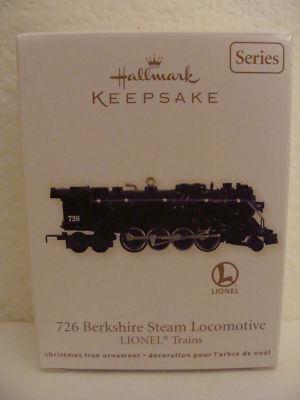 Hallmark
Series
KEEPSAKE
726
L
LIONEL
726 Berkshire Steam Locomotive
LIONEL® Trains
christmas tree ornament • décoration pour l'arbre de noël